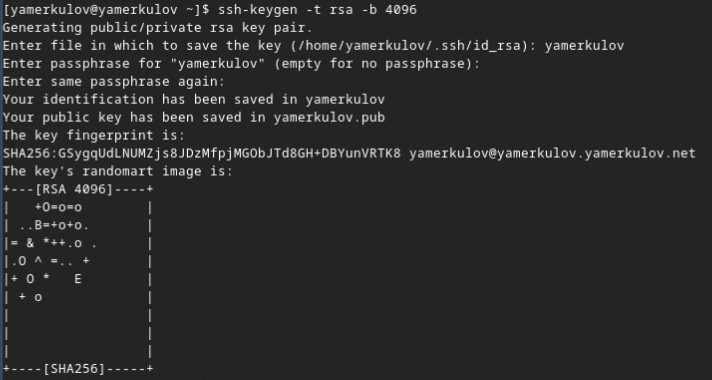 [yamerkulov@yamerkulov ~]$ ssh-keygen -t rsa -b 4096
Generating public/private rsa key pair.
Enter file in which to save the key (/home/yamerkulov/.ssh/id_rsa): yamerkulov
Enter passphrase for "yamerkulov" (empty for no passphrase):
Enter same passphrase again:
Your identification has been saved in yamerkulov
Your public key has been saved in yamerkulov.pub
The key fingerprint is:
SHA256:GSygqUdLNUMZjs8JDzMfpjMGObJTd8GH+DBYunVRTK8 yamerkulov@yamerkulov.yamerkulov.net
The key's randomart image is:
+---[RSA 4096]----+
|   +O=o=o        |
| ..B=+o+o.       |
|= & *++.o .      |
|.O ^ =.. +       |
|+ O *   E        |
| + o             |
|                 |
|                 |
|                 |
+----[SHA256]-----+